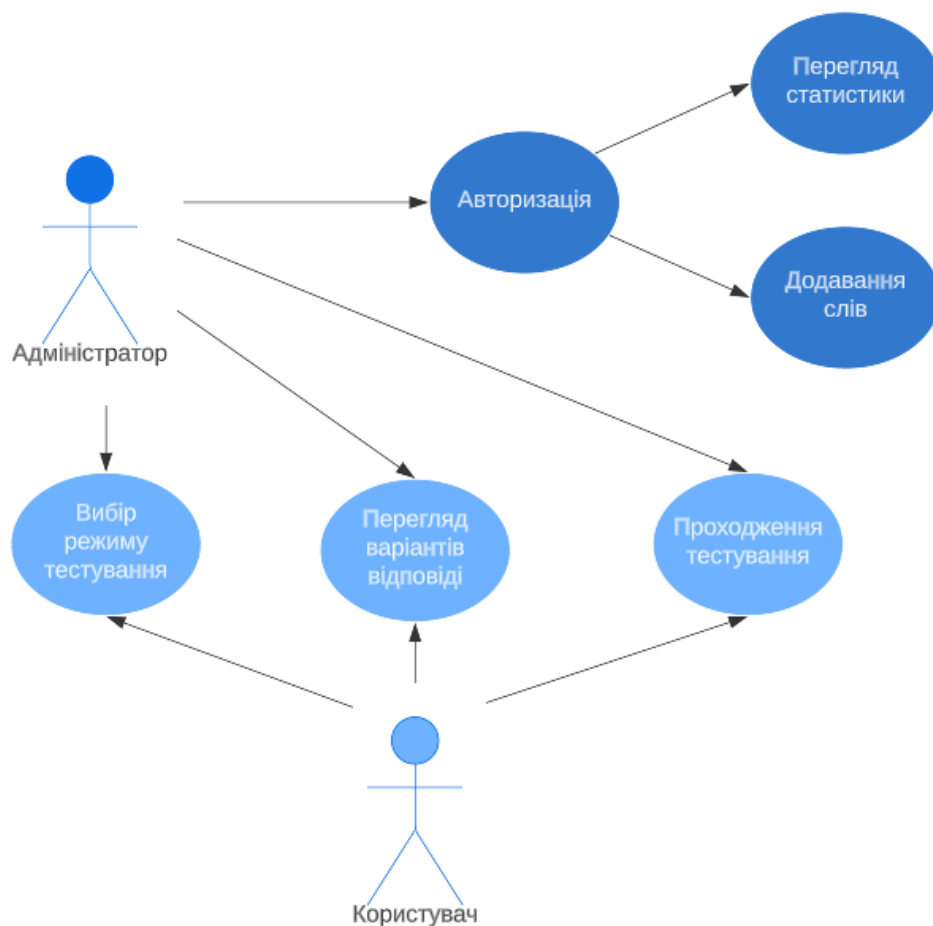 Перегляд
статистики
Авторизація
Додавання
слів
Адміністратор
Вибір
режиму
тестування
Перегляд
варіантів
відповіді
Проходження
тестування
Користувач